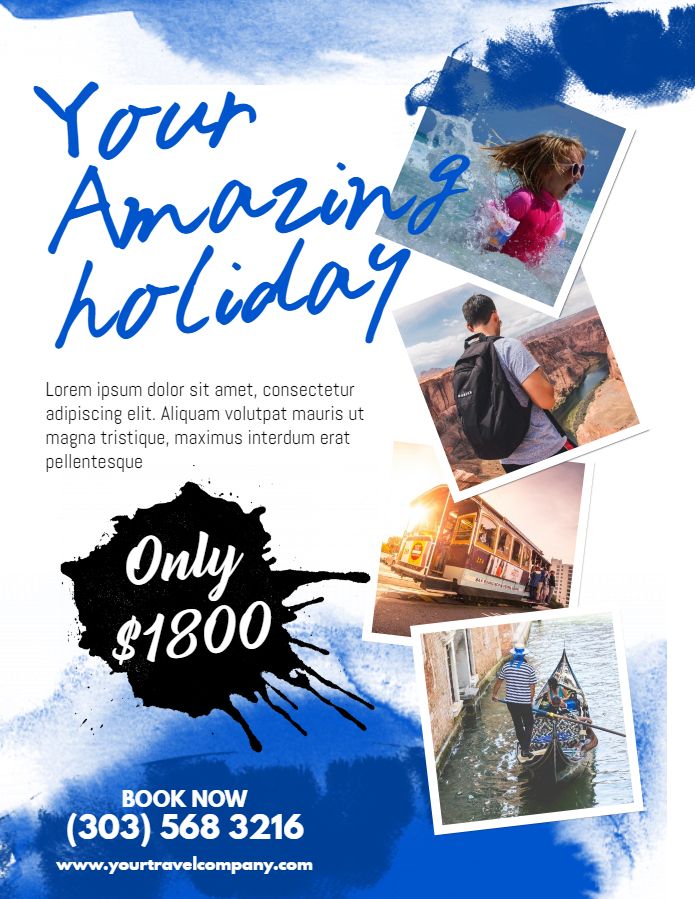 Your
Amazing
holiday
Lorem ipsum dolor sit amet, consectetur
adipiscing elit. Aliquam volutpat mauris ut
magna tristique, maximus interdum erat
pellentesque
Only
$1800
BOOK NOW
(303) 568 3216
www.yourtravelcompany.com